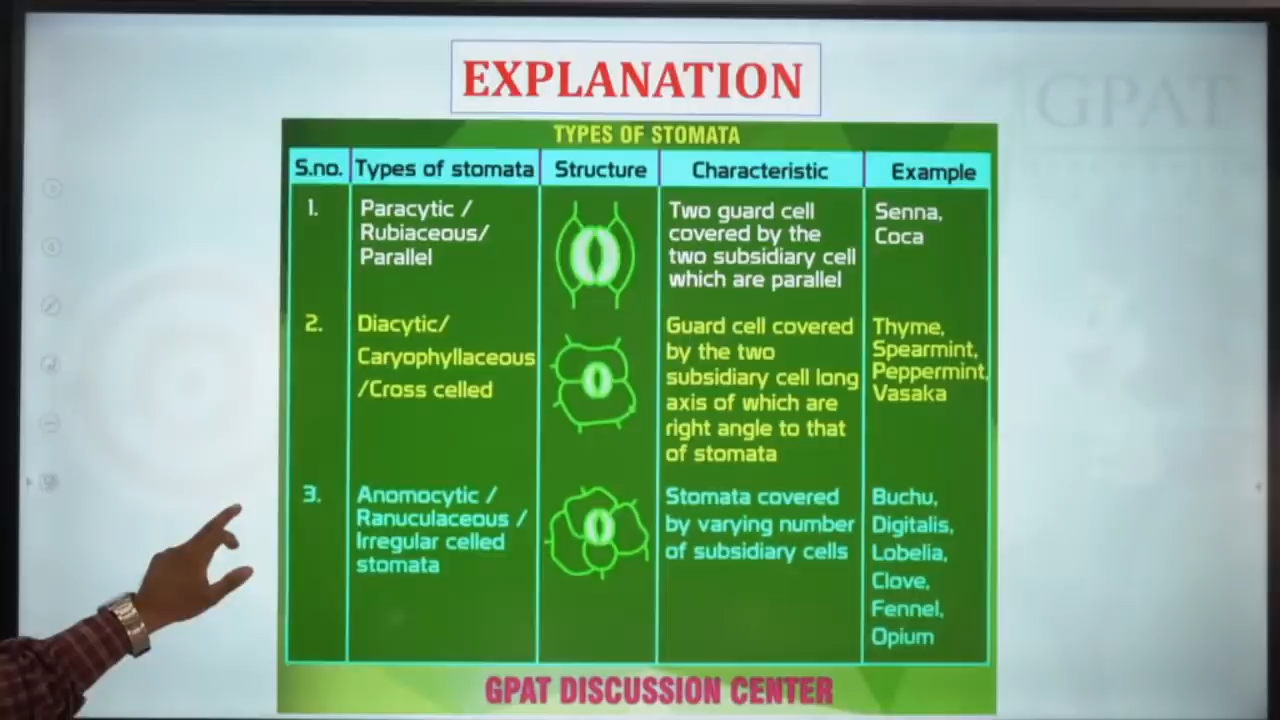 EXPLANATION
GPAT
TYPES OF STOMATA
S.no. Types of stomata Structure Characteristic Example
1. Paracytic /
Rubiaceous/
Parallel
Two guard cell
covered by the
two subsidiary cell
which are parallel
Senna,
Coca
2. Diacytic/
Caryophyllaceous
/Cross celled
Guard cell covered
by the two
subsidiary cell long
axis of which are
right angle to that
of stomata
Thyme,
Spearmint,
Peppermint,
Vasaka
3. Anomocytic /
Ranuculaceous /
Irregular celled
stomata
Stomata covered
by varying number
of subsidiary cells
Buchu,
Digitalis,
Lobelia,
Clove,
Fennel,
Opium
GPAT DISCUSSION CENTER